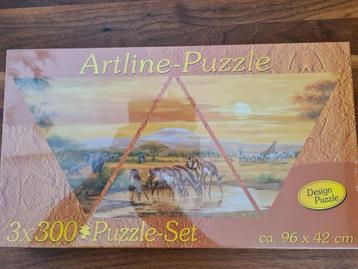 Artline-Puzzle
Design
Puzzle
3x300 Puzzle-Set
ca. 96 x 42 cm